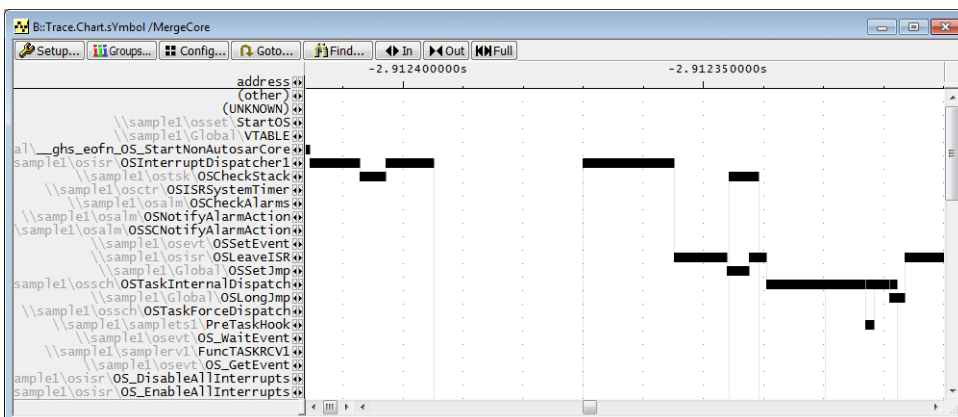 B::Trace.Chart.sYmbol /MergeCore
Setup... Groups... Config... Goto... Find... In Out Full
-2.912400000s -2.912350000s
address
(other)
(UNKNOWN)
\\sample1\osset\StartOS
\\sample1\Global\VTABLE
al\__ghs_eofn_OS_StartNonAutosarCore
sample1\osisr\OSInterruptDispatcher1
\\sample1\ostsk\OSCheckStack
\\sample1\osctr\OSISRSystemTimer
\\sample1\osalm\OSCheckAlarms
\\sample1\osalm\OSNotifyAlarmAction
\sample1\osalm\OSSCNotifyAlarmAction
\\sample1\osevt\OSSetEvent
\\sample1\osisr\OSLeaveISR
\\sample1\Global\OSSetJmp
sample1\ossch\OSTaskInternalDispatch
\\sample1\Global\OSLongJmp
\\sample1\ossch\OSTaskForceDispatch
\\sample1\samplets1\PreTaskHook
\\sample1\osevt\OS_WaitEvent
\\sample1\samplerv1\FuncTASKRCV1
\\sample1\osevt\OS_GetEvent
ample1\osisr\OS_DisableAllInterrupts
sample1\osisr\OS_EnableAllInterrupts